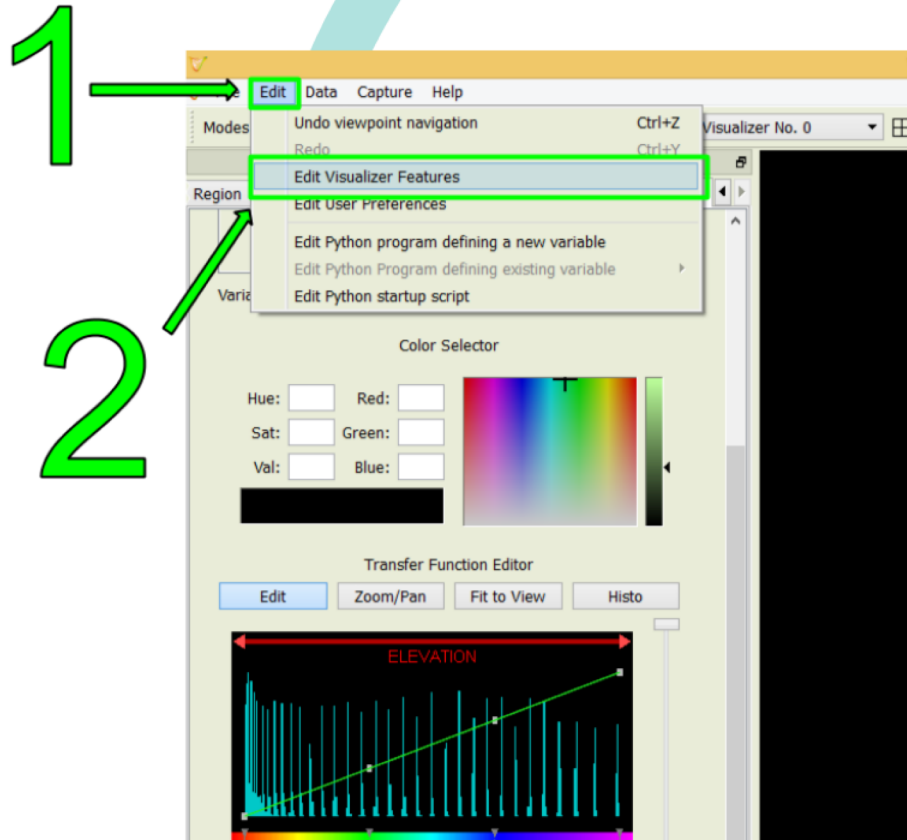 1
Edit Data Capture Help
Modes
Undo viewpoint navigation Ctrl+Z
Visualizer No. 0
Redo Ctrl+Y
Edit Visualizer Features
Region
Edit User Preferences
Edit Python program defining a new variable
Edit Python Program defining existing variable
Varia
Edit Python startup script
2
Color Selector
Hue: Red:
Sat: Green:
Val: Blue:
Transfer Function Editor
Edit Zoom/Pan Fit to View Histo
ELEVATION